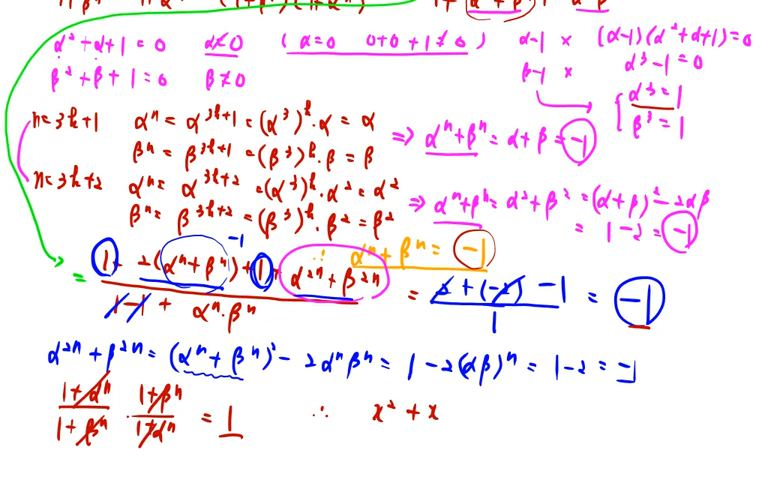 α²+α+1=0 α≠0 (α=0 0+0+1≠0) α-1 × (α-1)(α²+α+1)=0
β²+β+1=0 β≠0 β-1 × α³-1=0
α³=1
β³=1
n=3k+1 αⁿ=α^{3k+1}=(α³)^k·α=α
βⁿ=β^{3k+1}=(β³)^k·β=β ⇒ αⁿ+βⁿ=α+β=-1
n=3k+2 αⁿ=α^{3k+2}=(α³)^k·α²=α²
βⁿ=β^{3k+2}=(β³)^k·β²=β² ⇒ αⁿ+βⁿ=α²+β²=(α+β)²-2αβ
=1-2=-1
∴ αⁿ+βⁿ=-1
-1
= (1+2(αⁿ+βⁿ)+1+α²ⁿ+β²ⁿ)/(1-1+αⁿ·βⁿ) = (2+(-2)-1)/1 = -1
α²ⁿ+β²ⁿ=(αⁿ+βⁿ)²-2αⁿβⁿ=1-2(αβ)ⁿ=1-2=-1
(1+αⁿ)/(1+βⁿ)·(1+βⁿ)/(1+αⁿ)=1 ∴ x²+x